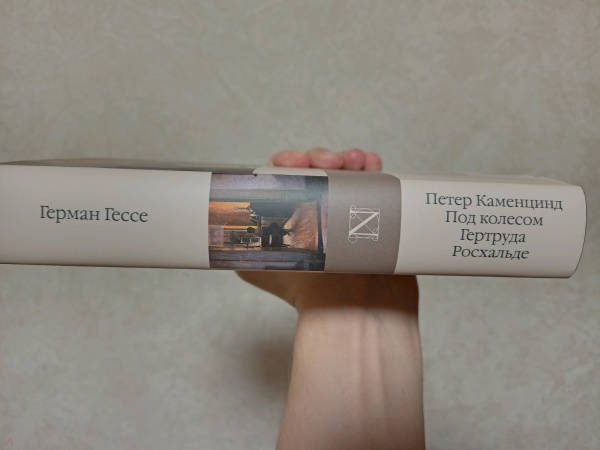 Герман Гессе
Петер Каменцинд
Под колесом
Гертруда
Росхальде